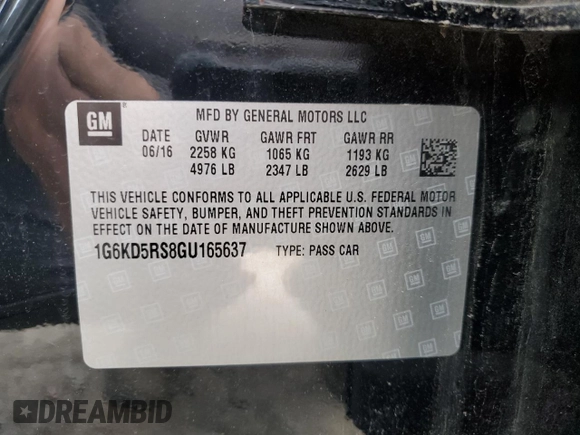 GM
MFD BY GENERAL MOTORS LLC
DATE GVWR GAWR FRT GAWR RR
06/16 2258 KG 1065 KG 1193 KG
4976 LB 2347 LB 2629 LB
THIS VEHICLE CONFORMS TO ALL APPLICABLE U.S. FEDERAL MOTOR
VEHICLE SAFETY, BUMPER, AND THEFT PREVENTION STANDARDS IN
EFFECT ON THE DATE OF MANUFACTURE SHOWN ABOVE.
1G6KD5RS8GU165637 TYPE: PASS CAR
DREAMBID